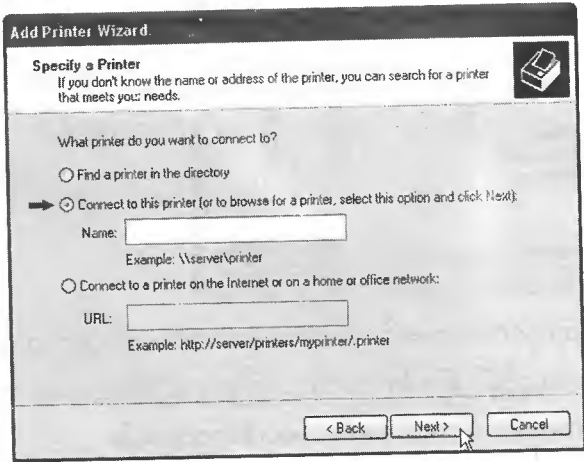 Add Printer Wizard
Specify a Printer
If you don't know the name or address of the printer, you can search for a printer
that meets your needs.
What printer do you want to connect to?
Find a printer in the directory
Connect to this printer (or to browse for a printer, select this option and click Next):
Name:
Example: \\server\printer
Connect to a printer on the Internet or on a home or office network:
URL:
Example: http://server/printers/myprinter/.printer
< Back Next > Cancel